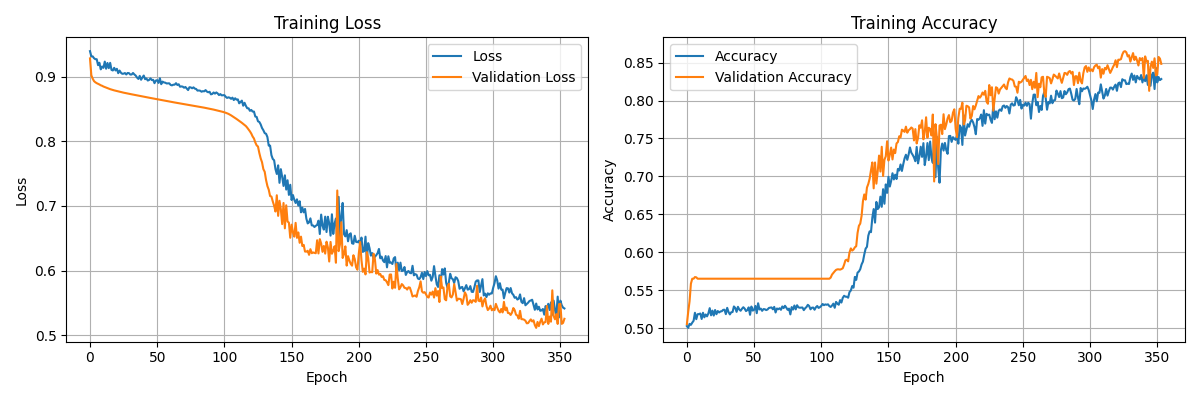 Training Loss
Loss
Validation Loss
0.9
0.8
0.7
0.6
0.5
Loss
0 50 100 150 200 250 300 350
Epoch
Training Accuracy
Accuracy
Validation Accuracy
0.85
0.80
0.75
0.70
0.65
0.60
0.55
0.50
Accuracy
0 50 100 150 200 250 300 350
Epoch